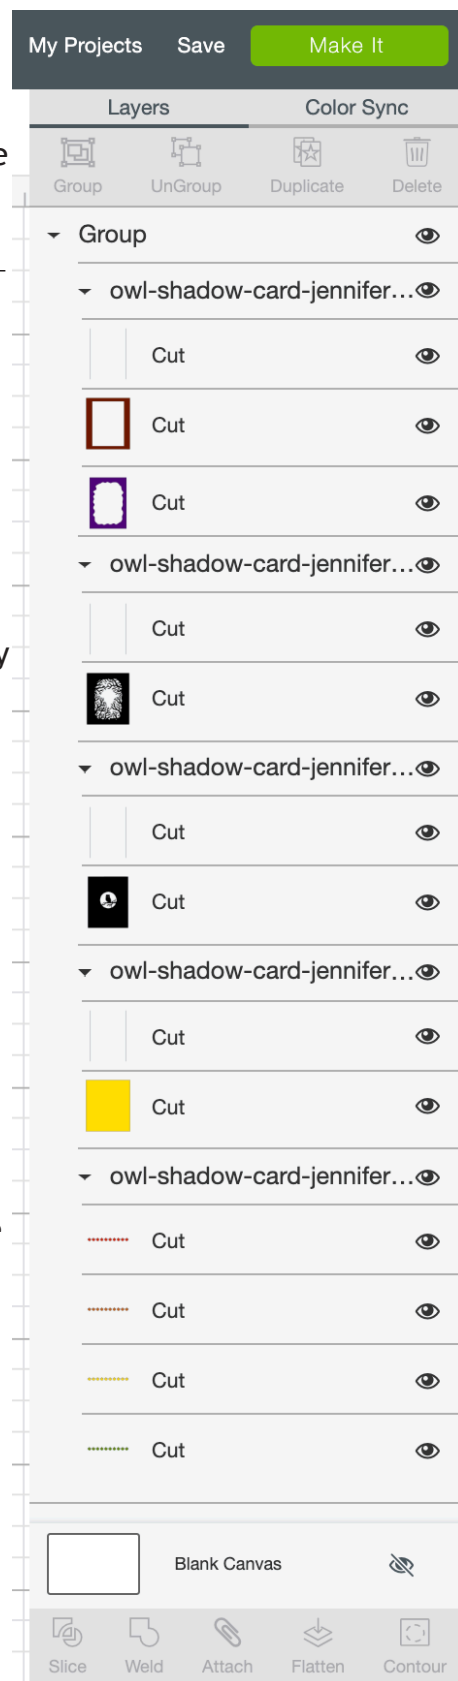 My Projects Save Make It
Layers Color Sync
e
Group UnGroup Duplicate Delete
Group
owl-shadow-card-jennifer...
Cut
Cut
Cut
owl-shadow-card-jennifer...
Cut
y
Cut
owl-shadow-card-jennifer...
Cut
Cut
owl-shadow-card-jennifer...
Cut
Cut
owl-shadow-card-jennifer...
Cut
Cut
Cut
Cut
Blank Canvas
Slice Weld Attach Flatten Contour